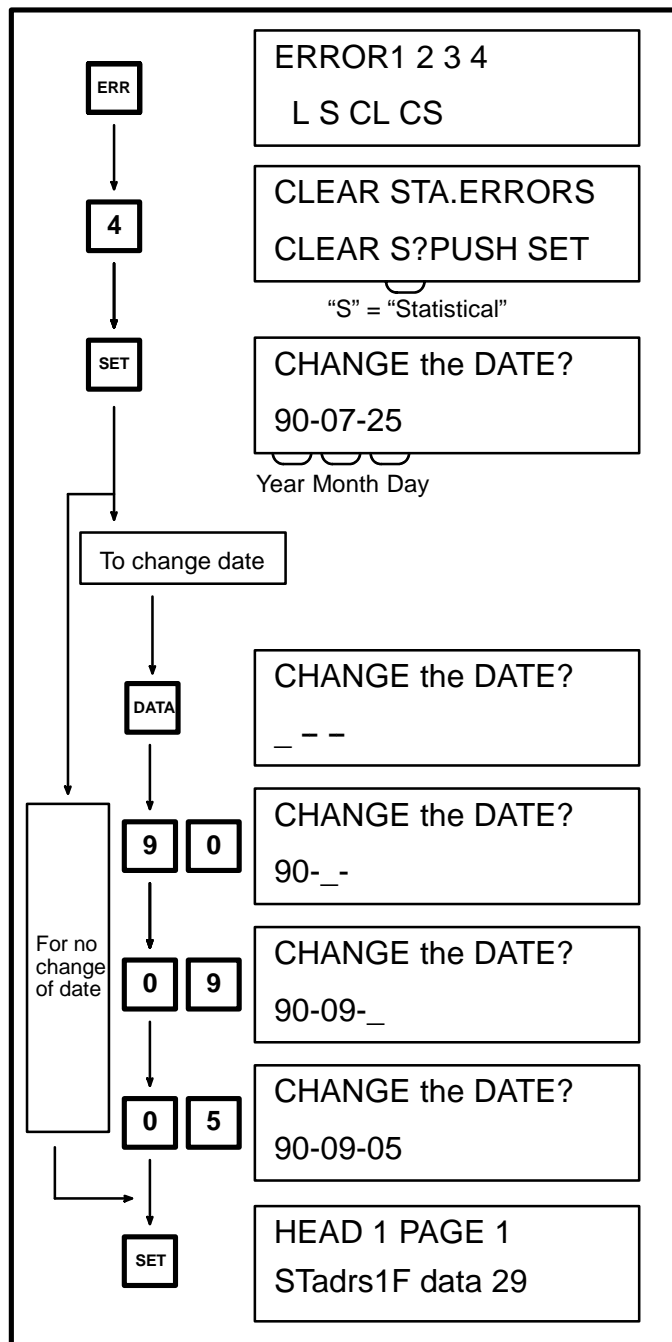 ERR
ERROR1 2 3 4
L S CL CS
4
CLEAR STA.ERRORS
CLEAR S?PUSH SET
“S” = “Statistical”
SET
CHANGE the DATE?
90-07-25
Year Month Day
To change date
DATA
CHANGE the DATE?
_ – –
9 0
CHANGE the DATE?
90-_-
For no
change
of date
0 9
CHANGE the DATE?
90-09-_
0 5
CHANGE the DATE?
90-09-05
SET
HEAD 1 PAGE 1
STadrs1F data 29